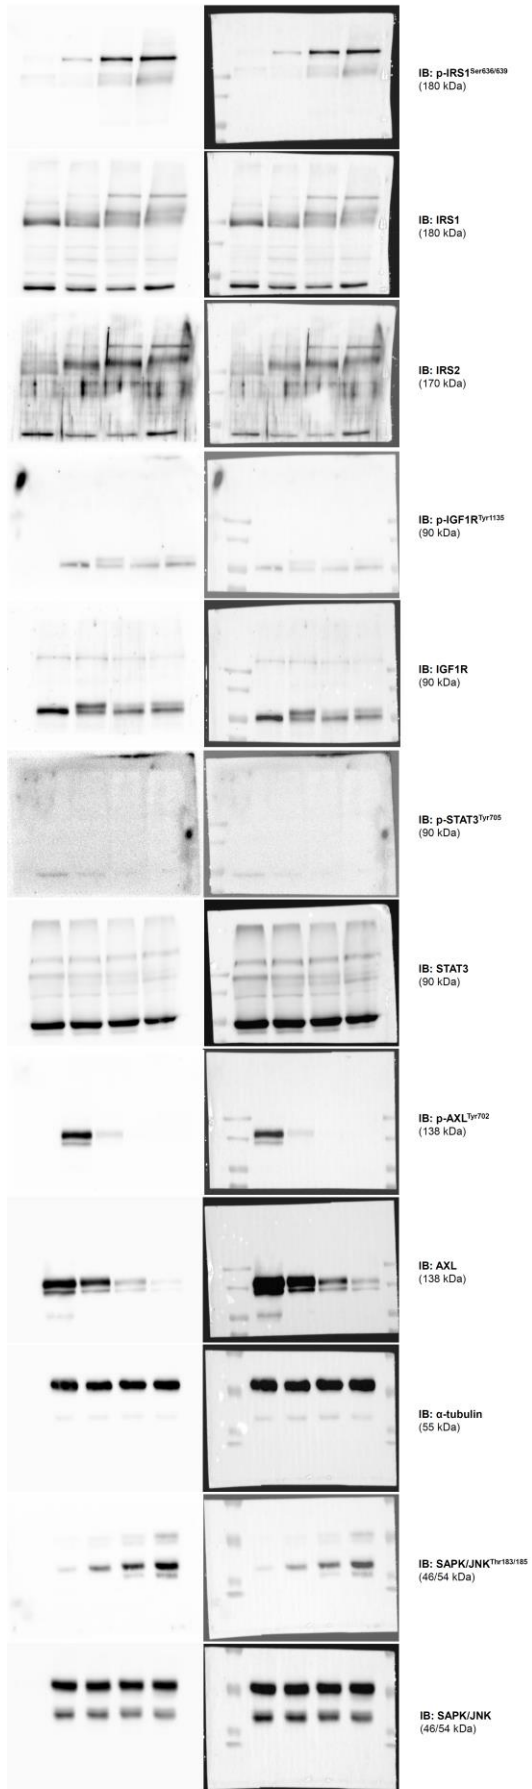 IB: p-IRS1Ser636/639
(180 kDa)
IB: IRS1
(180 kDa)
IB: IRS2
(170 kDa)
IB: p-IGF1RTyr1135
(90 kDa)
IB: IGF1R
(90 kDa)
IB: p-STAT3Tyr705
(90 kDa)
IB: STAT3
(90 kDa)
IB: p-AXLTyr702
(138 kDa)
IB: AXL
(138 kDa)
IB: α-tubulin
(55 kDa)
IB: SAPK/JNKThr183/185
(46/54 kDa)
IB: SAPK/JNK
(46/54 kDa)